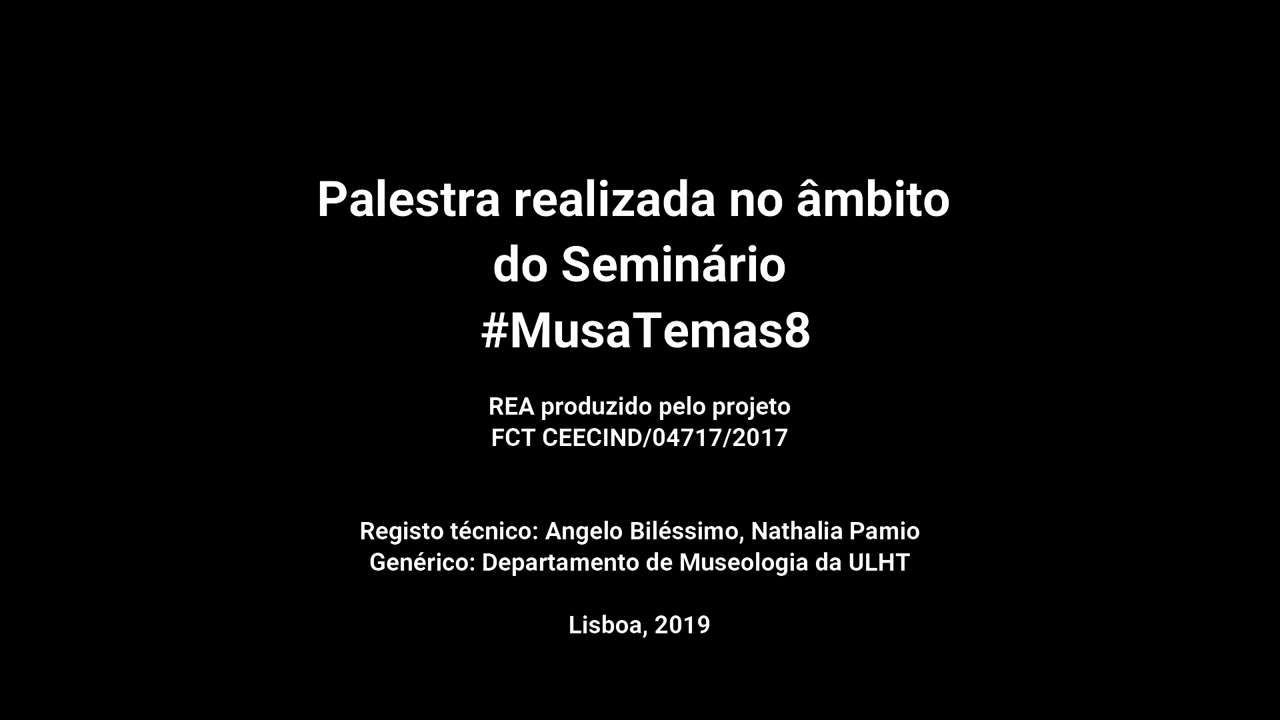 Palestra realizada no âmbito
do Seminário
#MusaTemas8
REA produzido pelo projeto
FCT CEECIND/04717/2017
Registo técnico: Angelo Biléssimo, Nathalia Pamio
Genérico: Departamento de Museologia da ULHT
Lisboa, 2019